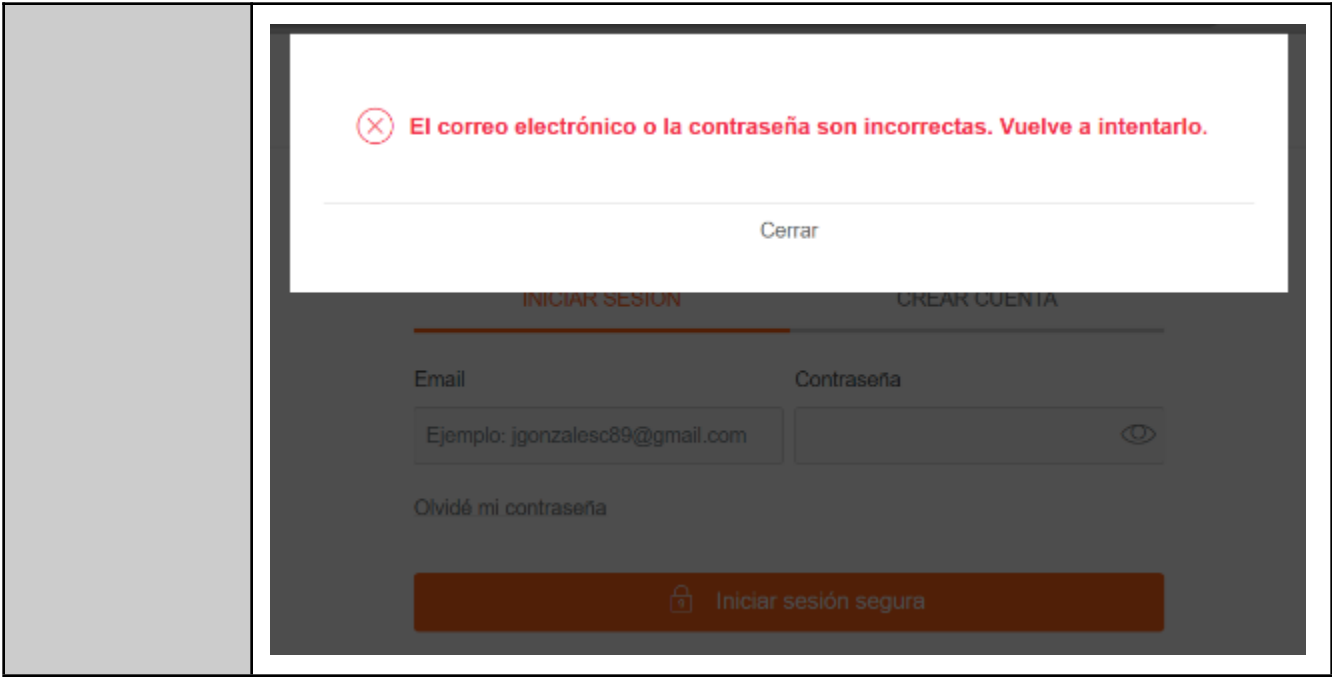 El correo electrónico o la contraseña son incorrectas. Vuelve a intentarlo.
Cerrar
INICIAR SESIÓN CREAR CUENTA
Email Contraseña
Ejemplo: jgonzalesc89@gmail.com
Olvidé mi contraseña
Iniciar sesión segura